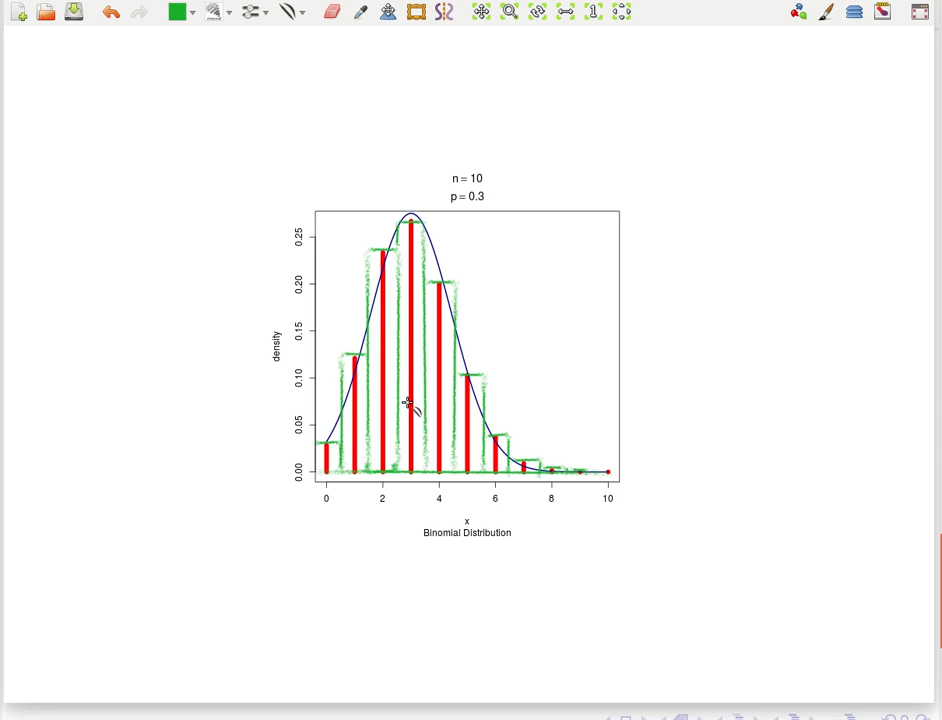 n = 10
p = 0.3
0.25
0.20
0.15
0.10
0.05
0.00
density
0 2 4 6 8 10
x
Binomial Distribution